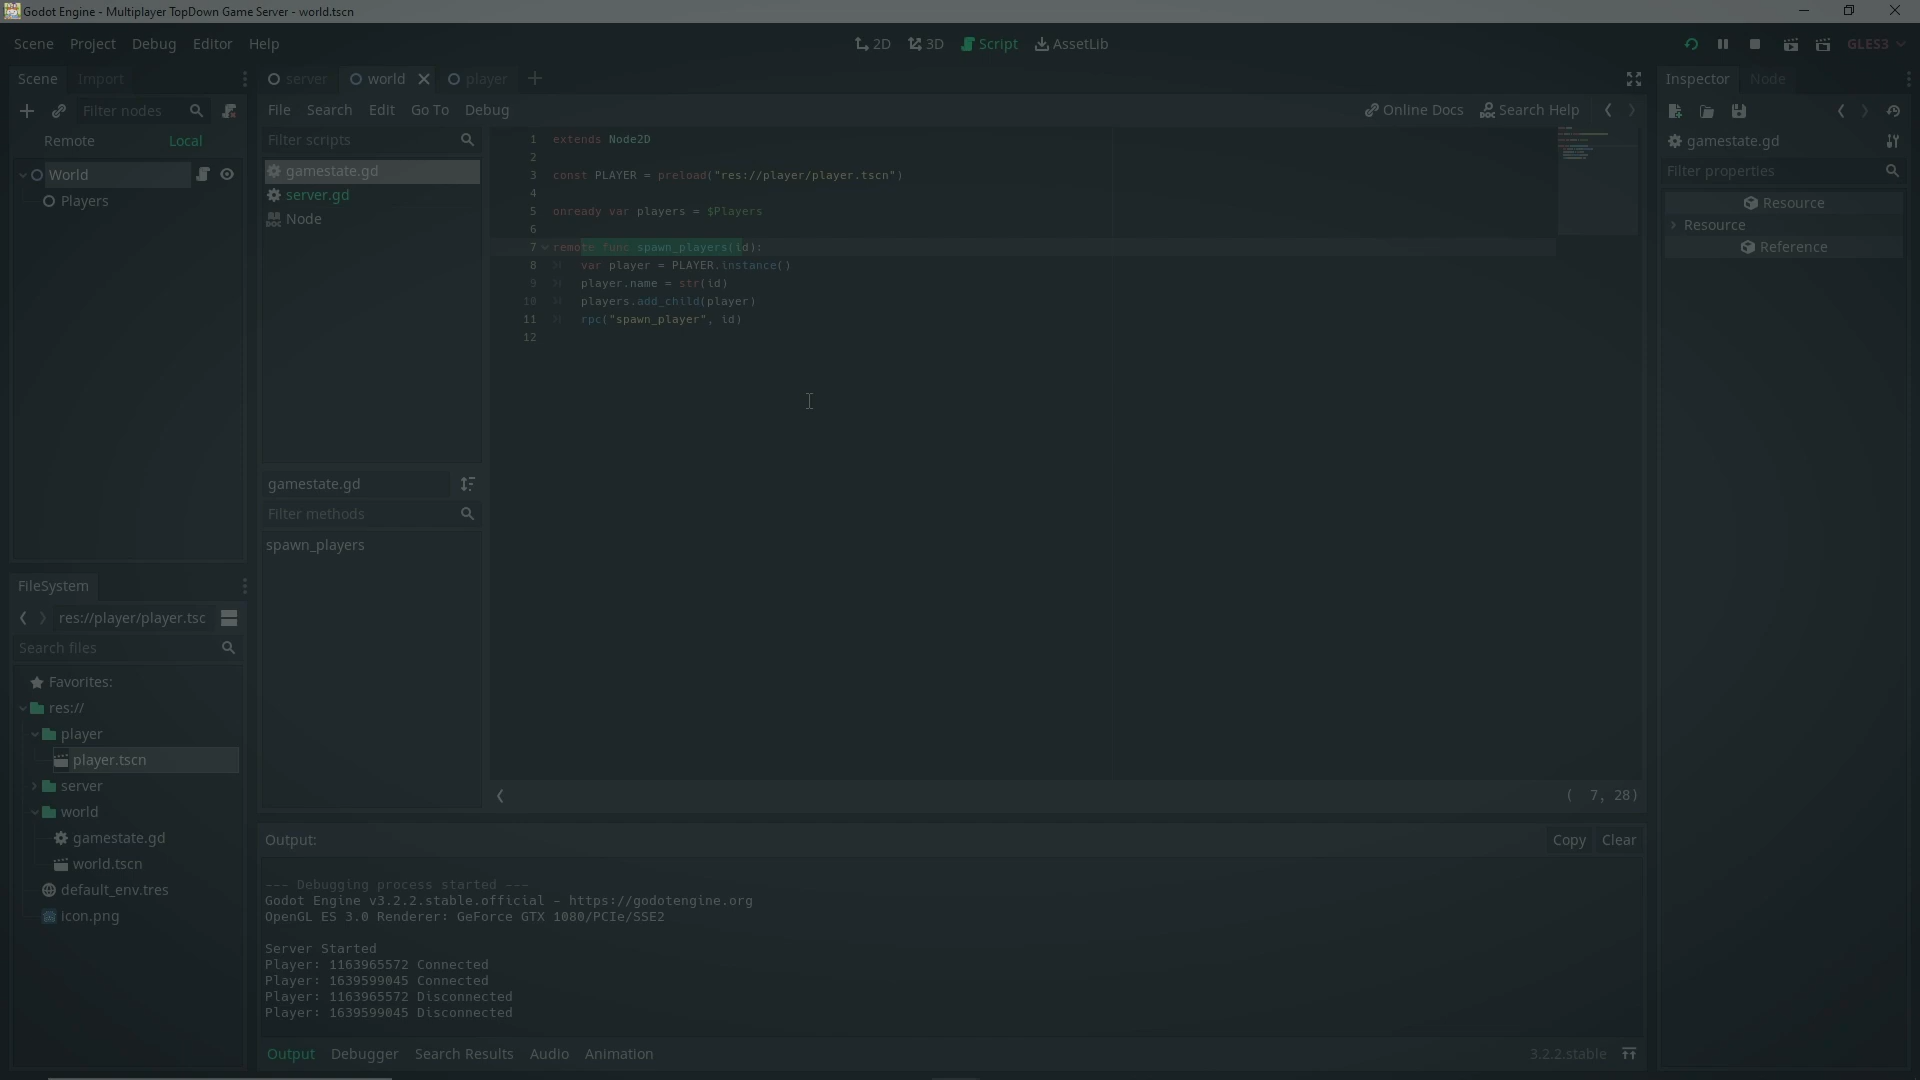 Godot Engine - Multiplayer TopDown Game Server - world.tscn
Scene Project Debug Editor Help
2D 3D Script AssetLib
GLES3
Scene Import
server world player
Inspector Node
Filter nodes
File Search Edit Go To Debug
Online Docs Search Help
Remote Local
Filter scripts
gamestate.gd
Filter properties
World
Players
gamestate.gd
server.gd
Node
Resource
Resource
Reference
1 extends Node2D
2
3 const PLAYER = preload("res://player/player.tscn")
4
5 onready var players = $Players
6
7 remote func spawn_players(id):
8 var player = PLAYER.instance()
9 player.name = str(id)
10 players.add_child(player)
11 rpc("spawn_player", id)
12
gamestate.gd
Filter methods
spawn_players
( 7, 28)
FileSystem
res://player/player.tsc
Search files
Favorites:
res://
player
player.tscn
server
world
gamestate.gd
world.tscn
default_env.tres
icon.png
Output:
Copy Clear
--- Debugging process started ---
Godot Engine v3.2.2.stable.official - https://godotengine.org
OpenGL ES 3.0 Renderer: GeForce GTX 1080/PCIe/SSE2
Server Started
Player: 1163965572 Connected
Player: 1639599045 Connected
Player: 1163965572 Disconnected
Player: 1639599045 Disconnected
Output Debugger Search Results Audio Animation
3.2.2.stable